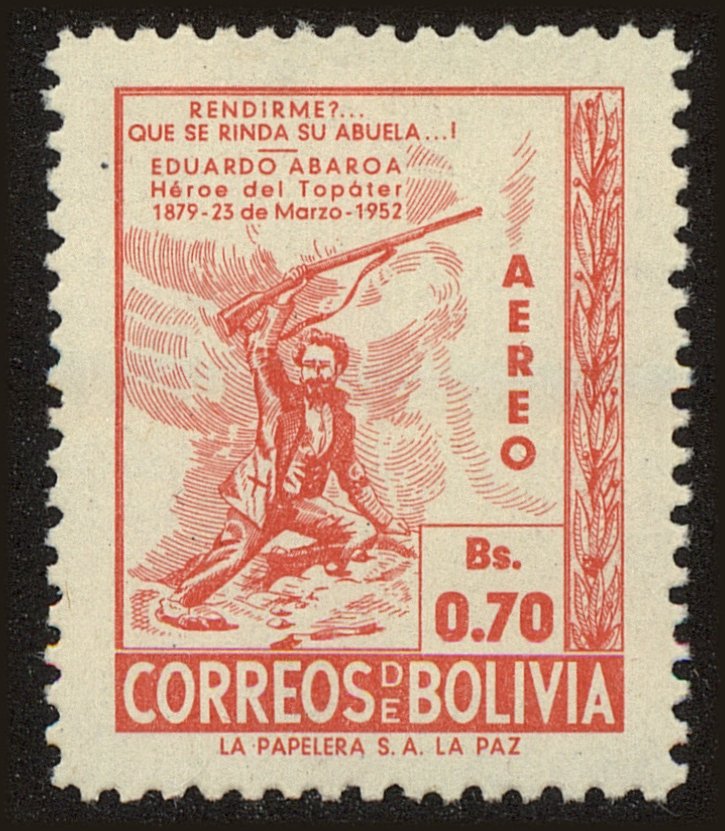 RENDIRME?...
QUE SE RINDA SU ABUELA...!
EDUARDO ABAROA
Héroe del Topáter
1879-23 de Marzo-1952
AEREO
Bs.
0.70
CORREOS DE BOLIVIA
LA PAPELERA S. A. LA PAZ